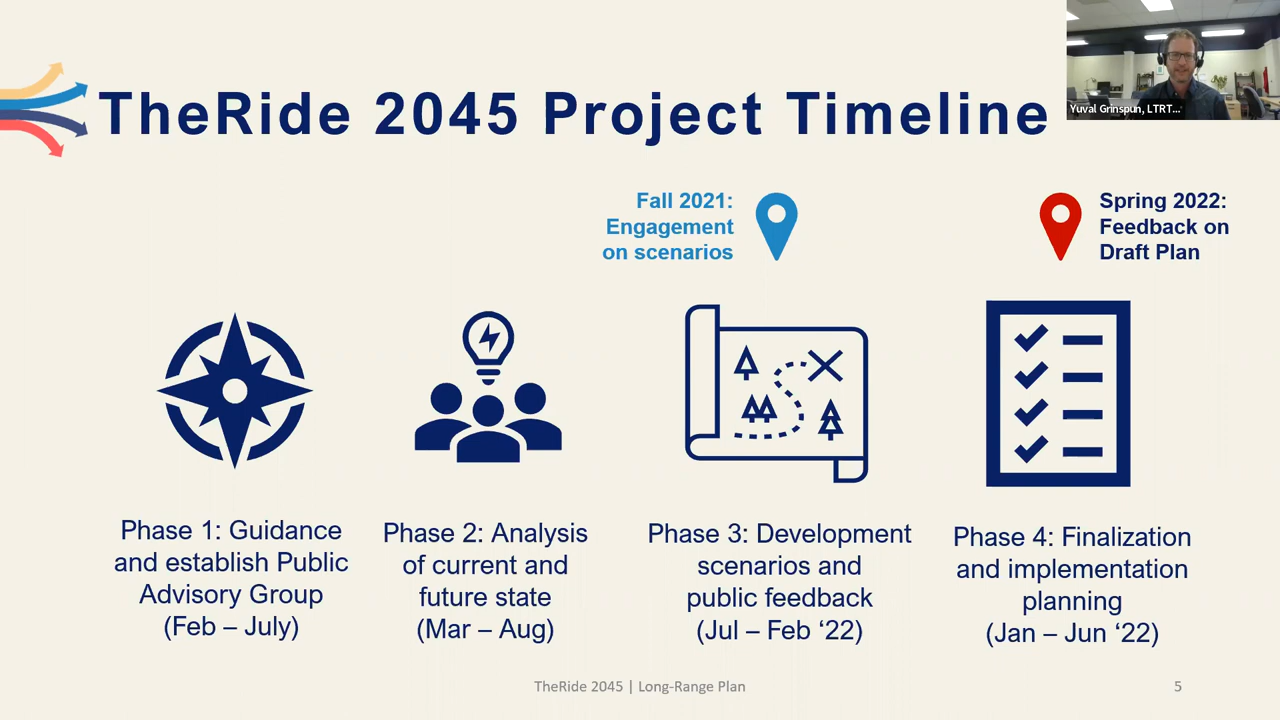 TheRide 2045 Project Timeline
Yuval Grinspun, LTRT...
Fall 2021:
Engagement
on scenarios
Spring 2022:
Feedback on
Draft Plan
Phase 1: Guidance
and establish Public
Advisory Group
(Feb – July)
Phase 2: Analysis
of current and
future state
(Mar – Aug)
Phase 3: Development
scenarios and
public feedback
(Jul – Feb ‘22)
Phase 4: Finalization
and implementation
planning
(Jan – Jun ‘22)
TheRide 2045 | Long-Range Plan
5